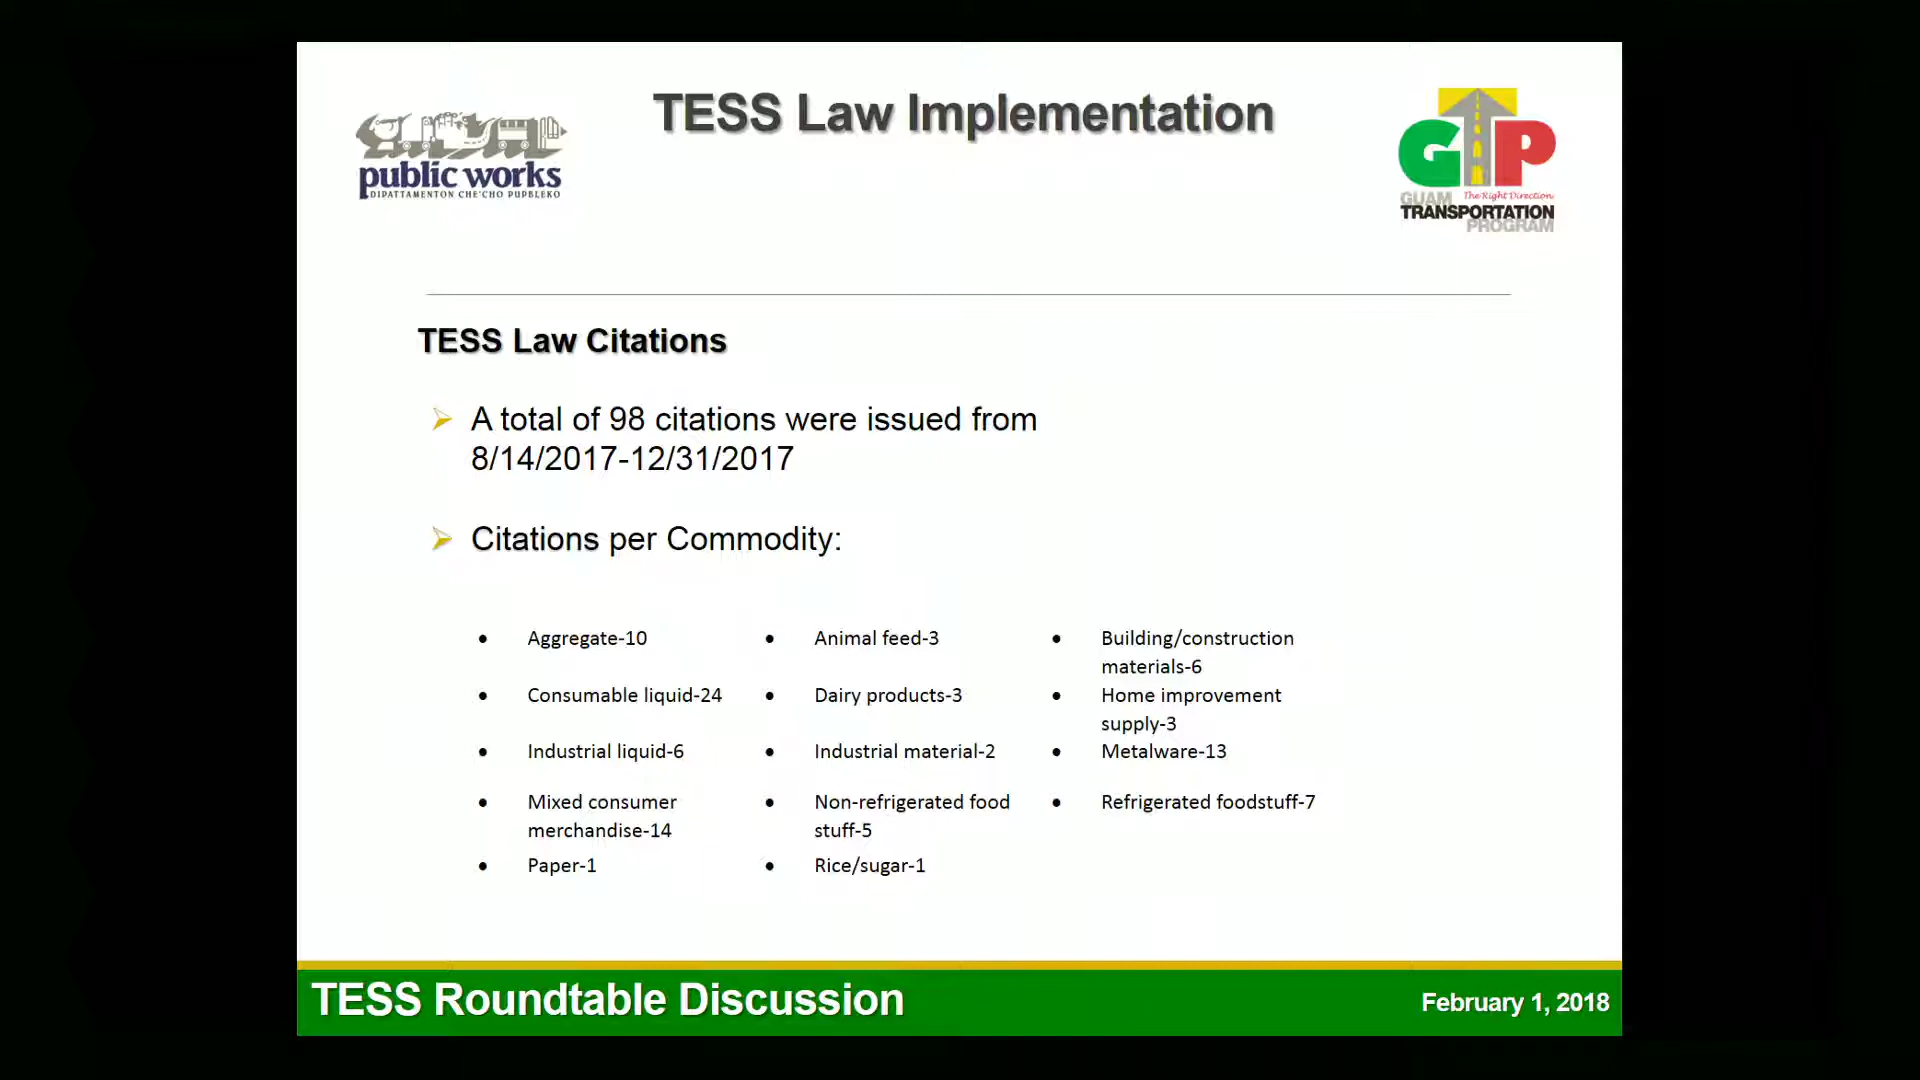 TESS Law Implementation
public works
DIPATTAMENTON CHE'CHO PUPBLEKO
GTP
The Right Direction.
GUAM
TRANSPORTATION
PROGRAM
TESS Law Citations
A total of 98 citations were issued from
8/14/2017-12/31/2017
Citations per Commodity:
Aggregate-10
Animal feed-3
Building/construction
materials-6
Consumable liquid-24
Dairy products-3
Home improvement
supply-3
Industrial liquid-6
Industrial material-2
Metalware-13
Mixed consumer
merchandise-14
Non-refrigerated food
stuff-5
Refrigerated foodstuff-7
Paper-1
Rice/sugar-1
TESS Roundtable Discussion
February 1, 2018